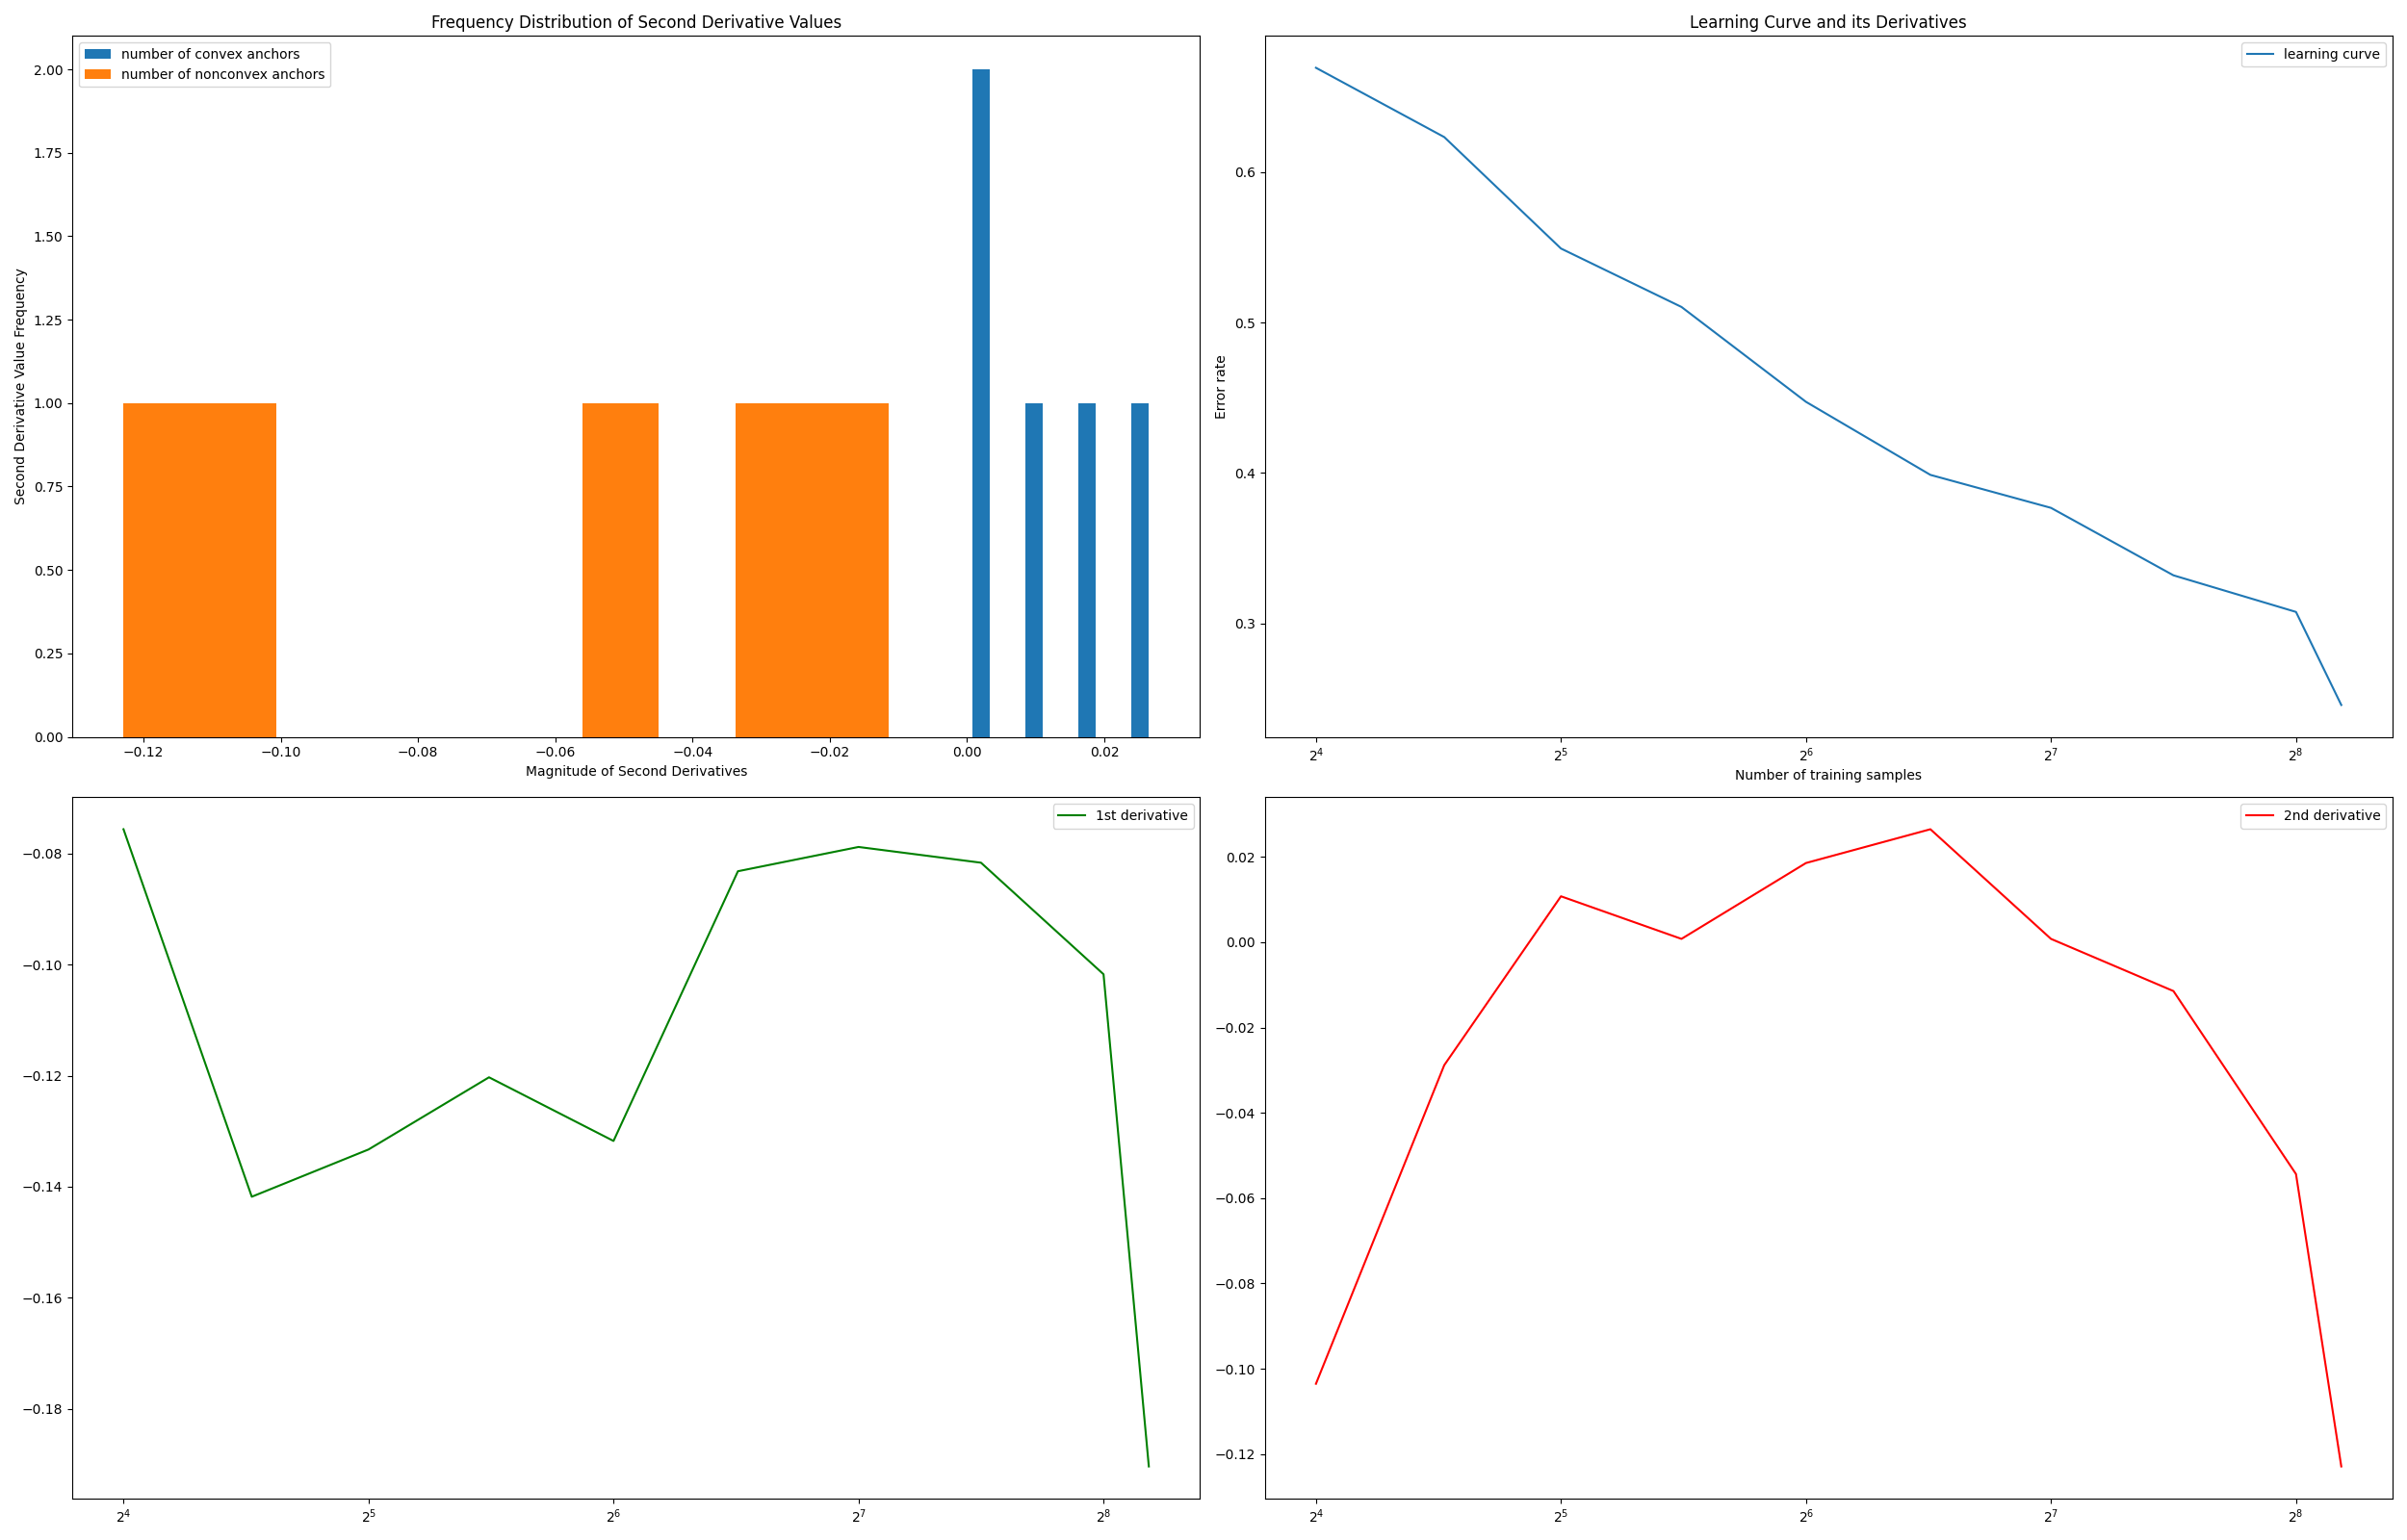 Frequency Distribution of Second Derivative Values
number of convex anchors
number of nonconvex anchors
Second Derivative Value Frequency
2.00
1.75
1.50
1.25
1.00
0.75
0.50
0.25
0.00
−0.12 −0.10 −0.08 −0.06 −0.04 −0.02 0.00 0.02
Magnitude of Second Derivatives
Learning Curve and its Derivatives
learning curve
Error rate
0.6
0.5
0.4
0.3
2⁴ 2⁵ 2⁶ 2⁷ 2⁸
Number of training samples
1st derivative
−0.08
−0.10
−0.12
−0.14
−0.16
−0.18
2⁴ 2⁵ 2⁶ 2⁷ 2⁸
2nd derivative
0.02
0.00
−0.02
−0.04
−0.06
−0.08
−0.10
−0.12
2⁴ 2⁵ 2⁶ 2⁷ 2⁸